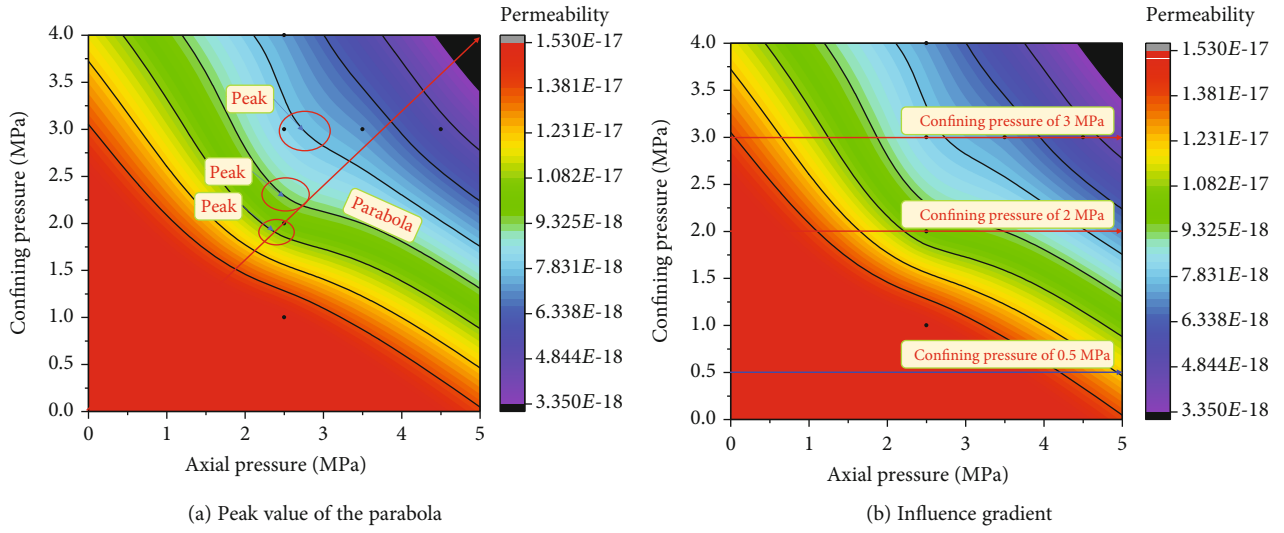 Permeability
4.0
3.5
3.0
2.5
2.0
1.5
1.0
0.5
0.0
Confining pressure (MPa)
Peak
Peak
Peak
Parabola
0 1 2 3 4 5
Axial pressure (MPa)
1.530E-17
1.381E-17
1.231E-17
1.082E-17
9.325E-18
7.831E-18
6.338E-18
4.844E-18
3.350E-18
(a) Peak value of the parabola
Permeability
4.0
3.5
3.0
2.5
2.0
1.5
1.0
0.5
0.0
Confining pressure (MPa)
Confining pressure of 3 MPa
Confining pressure of 2 MPa
Confining pressure of 0.5 MPa
0 1 2 3 4 5
Axial pressure (MPa)
1.530E-17
1.381E-17
1.231E-17
1.082E-17
9.325E-18
7.831E-18
6.338E-18
4.844E-18
3.350E-18
(b) Influence gradient